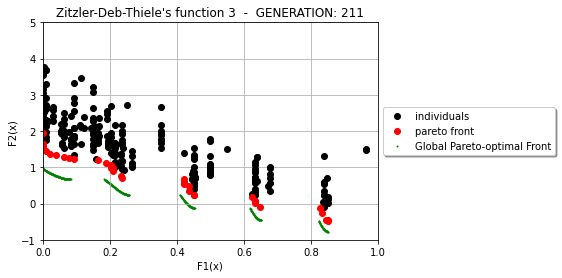 Zitzler-Deb-Thiele's function 3 - GENERATION: 211
5
4
3
2
1
0
−1
F2(x)
0.0 0.2 0.4 0.6 0.8 1.0
F1(x)
individuals
pareto front
Global Pareto-optimal Front